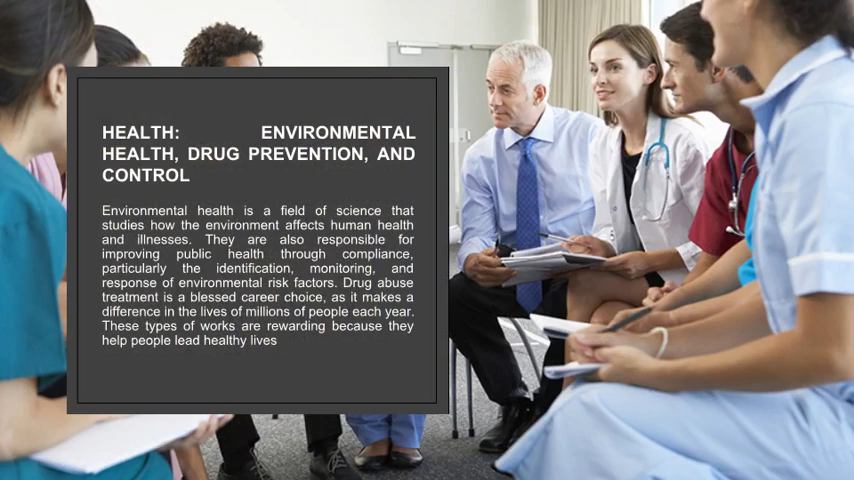 HEALTH: ENVIRONMENTAL
HEALTH, DRUG PREVENTION, AND
CONTROL
Environmental health is a field of science that
studies how the environment affects human health
and illnesses. They are also responsible for
improving public health through compliance,
particularly the identification, monitoring, and
response of environmental risk factors. Drug abuse
treatment is a blessed career choice, as it makes a
difference in the lives of millions of people each year.
These types of works are rewarding because they
help people lead healthy lives